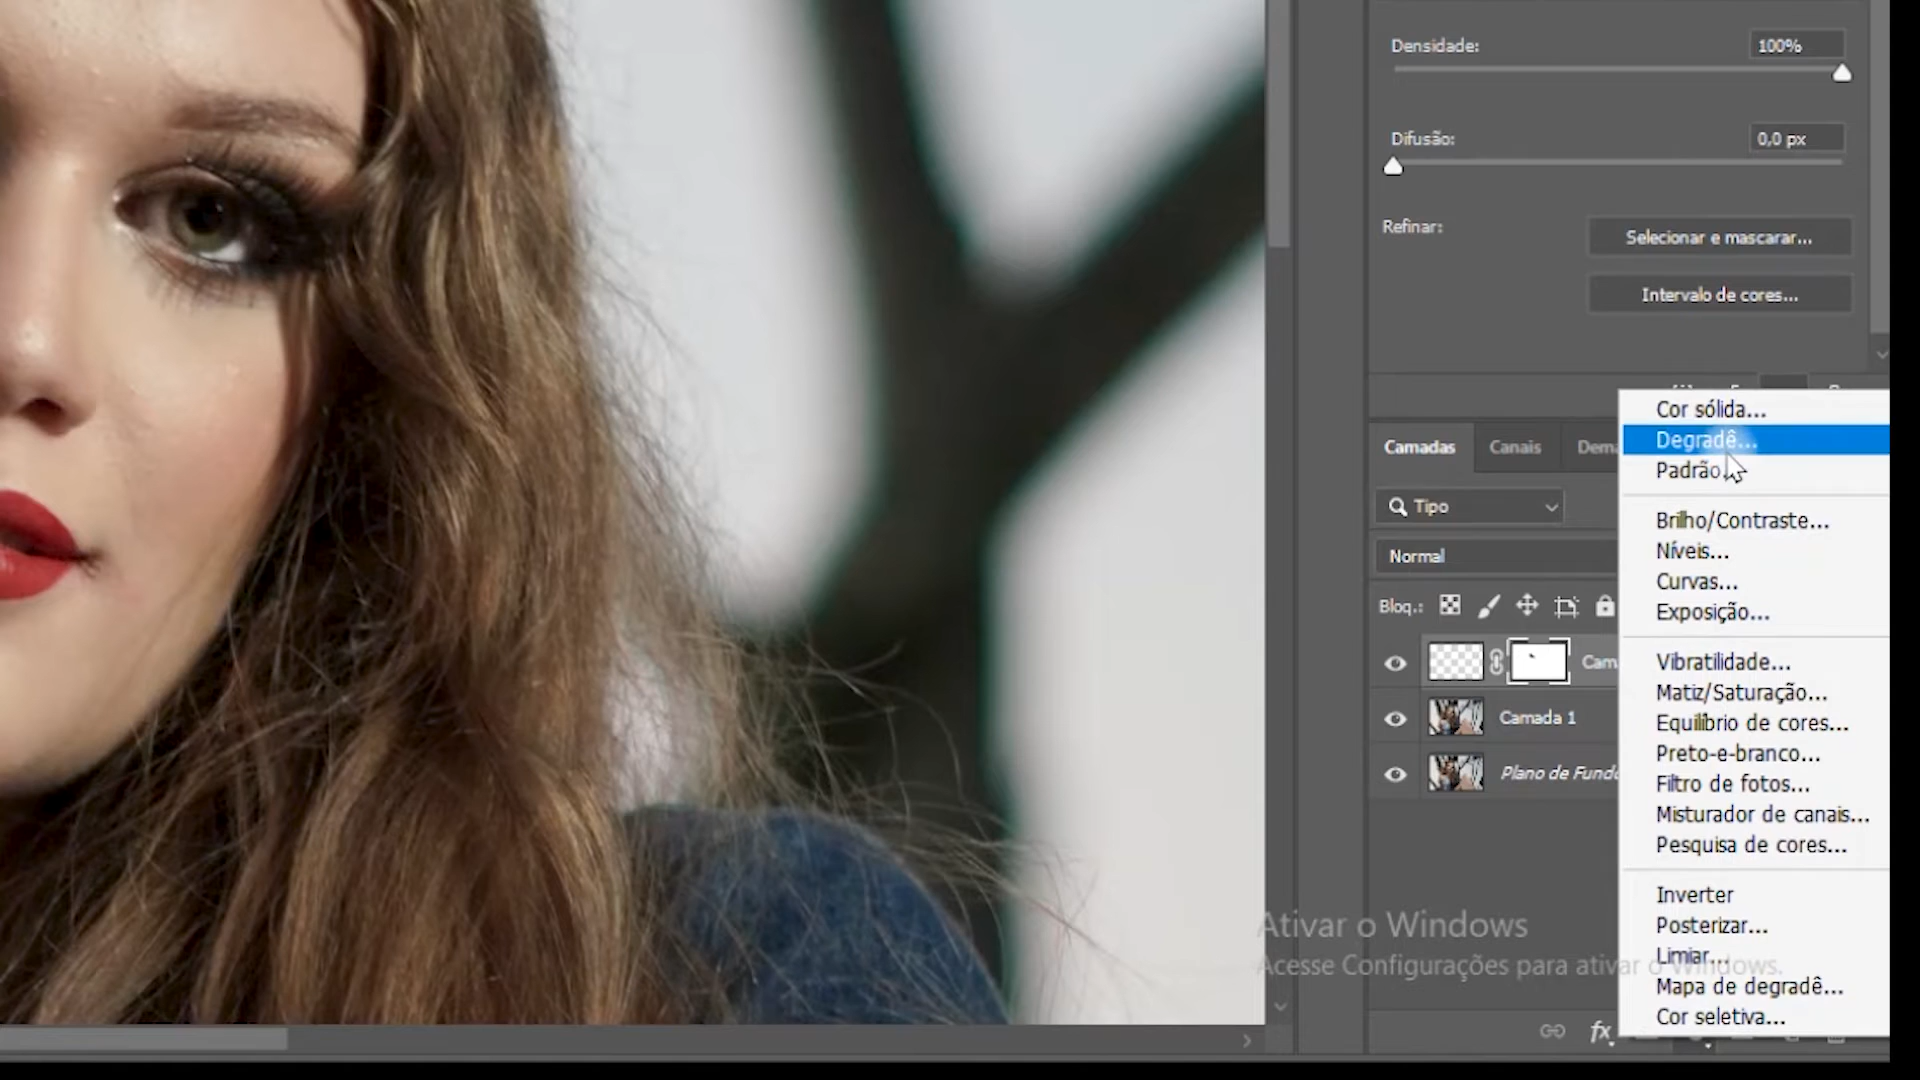 Densidade:
100%
Difusão:
0,0 px
Refinar:
Selecionar e mascarar...
Intervalo de cores...
Camadas
Canais
Dem
Tipo
Normal
Bloq.:
Cam
Camada 1
Plano de Fundo
Cor sólida...
Degradê...
Padrão...
Brilho/Contraste...
Níveis...
Curvas...
Exposição...
Vibratilidade...
Matiz/Saturação...
Equilíbrio de cores...
Preto-e-branco...
Filtro de fotos...
Misturador de canais...
Pesquisa de cores...
Inverter
Posterizar...
Limiar...
Mapa de degradê...
Cor seletiva...
Ativar o Windows
Acesse Configurações para ativar o Windows.
fx